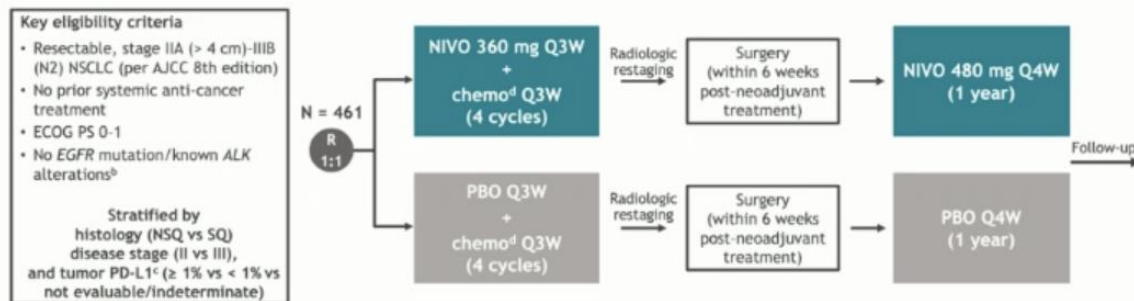 Key eligibility criteria
• Resectable, stage IIA (> 4 cm)-IIIB
(N2) NSCLC (per AJCC 8th edition)
• No prior systemic anti-cancer
treatment
• ECOG PS 0-1
• No EGFR mutation/known ALK
alterationsᵇ
Stratified by
histology (NSQ vs SQ)
disease stage (II vs III),
and tumor PD-L1ᶜ (≥ 1% vs < 1% vs
not evaluable/indeterminate)
N = 461
R
1:1
NIVO 360 mg Q3W
+
chemoᵈ Q3W
(4 cycles)
Radiologic
restaging
Surgery
(within 6 weeks
post-neoadjuvant
treatment)
NIVO 480 mg Q4W
(1 year)
Follow-up
PBO Q3W
+
chemoᵈ Q3W
(4 cycles)
Radiologic
restaging
Surgery
(within 6 weeks
post-neoadjuvant
treatment)
PBO Q4W
(1 year)